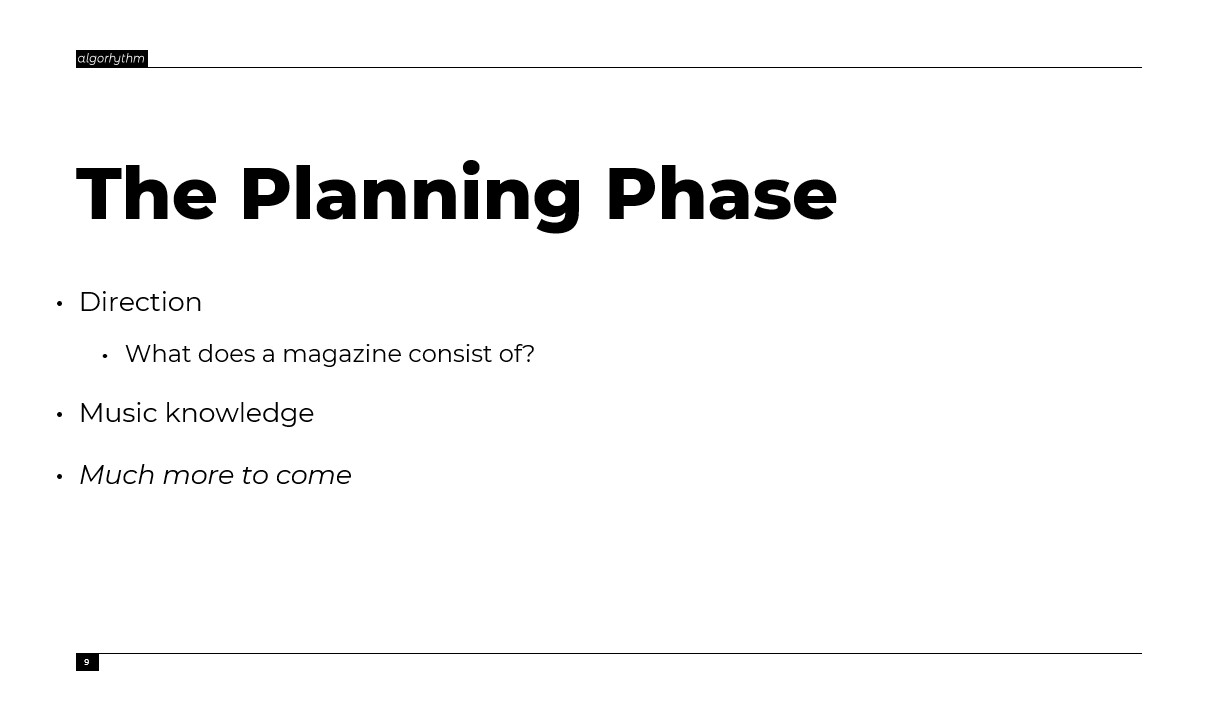 algorhythm
The Planning Phase
• Direction
• What does a magazine consist of?
• Music knowledge
• Much more to come
9